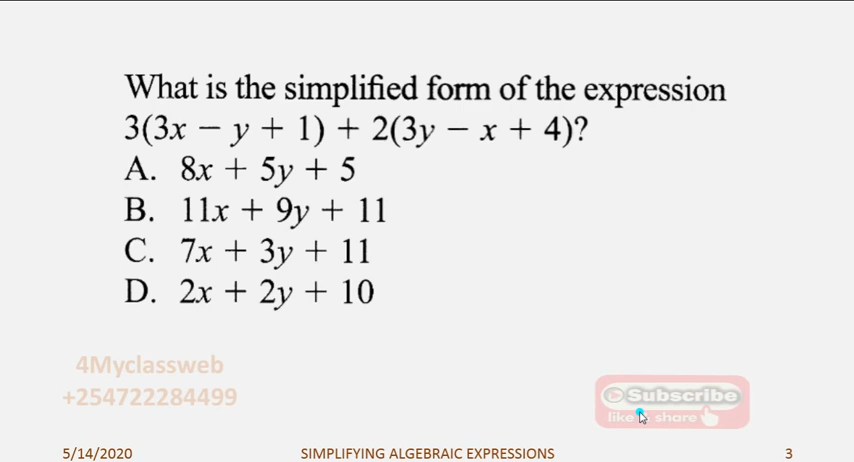 What is the simplified form of the expression
3(3x − y + 1) + 2(3y − x + 4)?
A. 8x + 5y + 5
B. 11x + 9y + 11
C. 7x + 3y + 11
D. 2x + 2y + 10
4Myclassweb
+254722284499
Subscribe
like share
5/14/2020 SIMPLIFYING ALGEBRAIC EXPRESSIONS 3